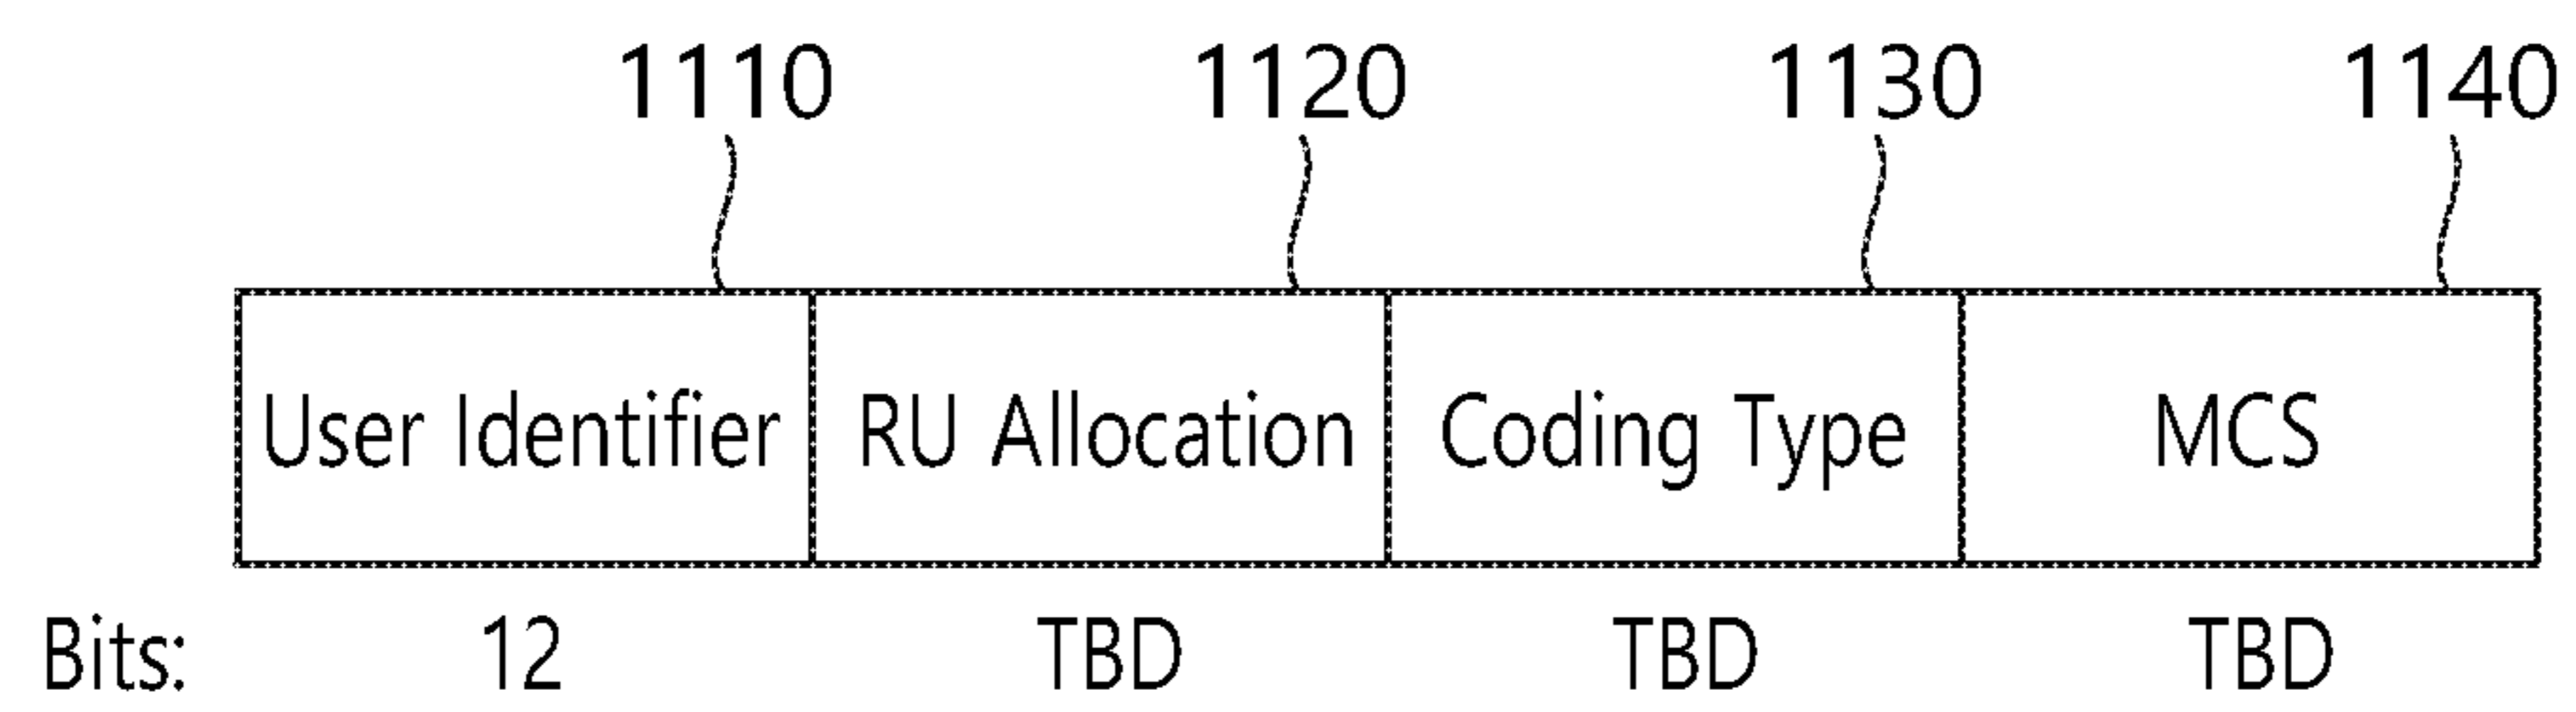 1110 1120 1130 1140
User Identifier RU Allocation Coding Type MCS
Bits: 12 TBD TBD TBD